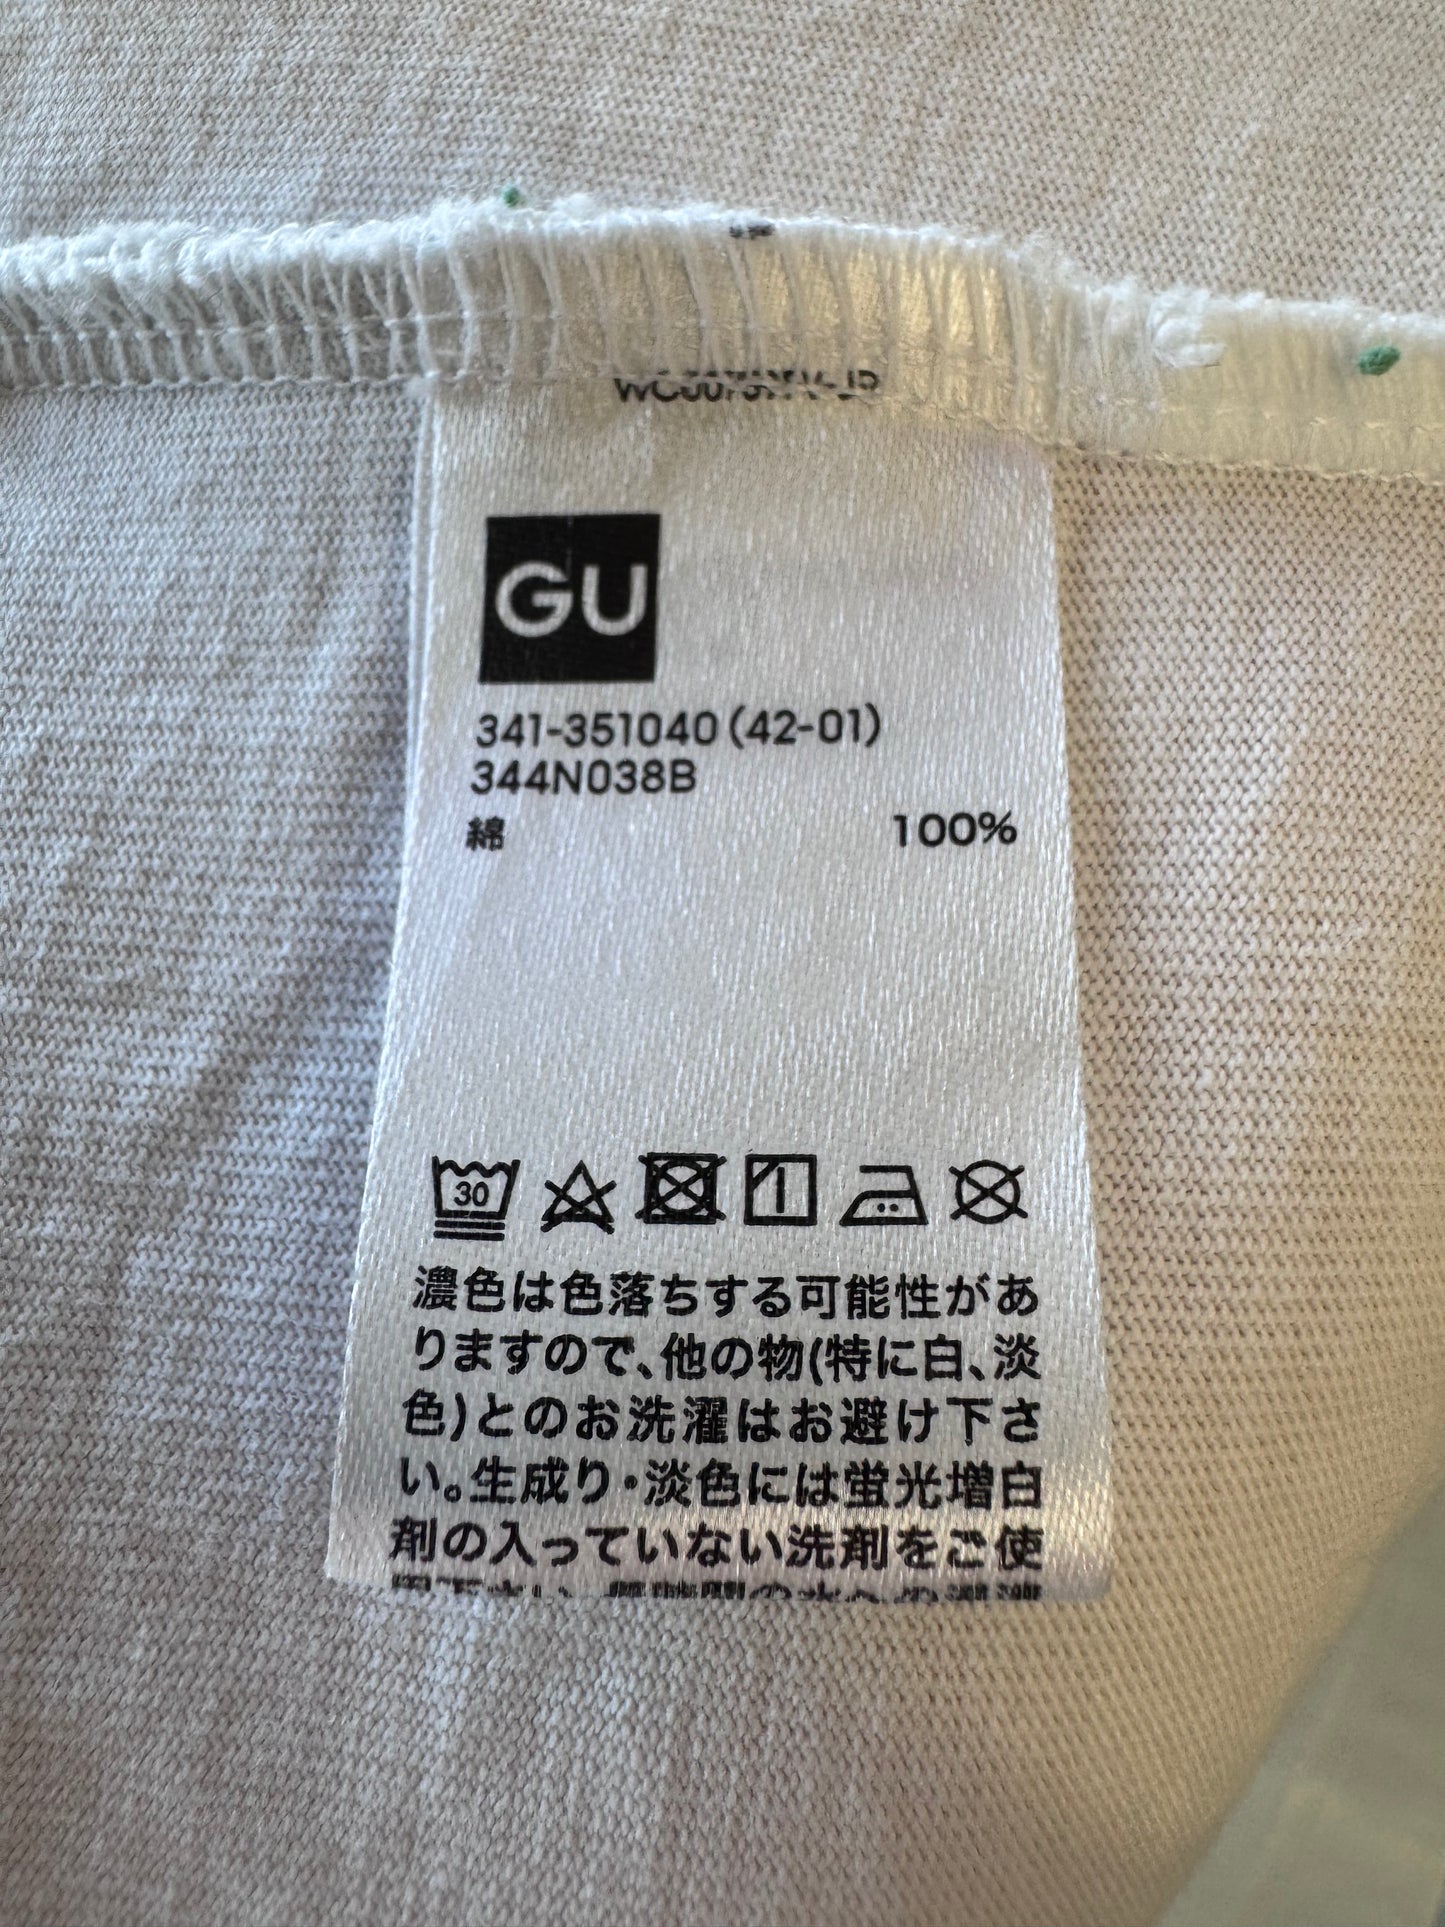 GU
341-351040(42-01)
344N038B
綿 100%
30
濃色は色落ちする可能性があ
りますので、他の物(特に白、淡
色)とのお洗濯はお避け下さ
い。生成り・淡色には蛍光増白
剤の入っていない洗剤をご使